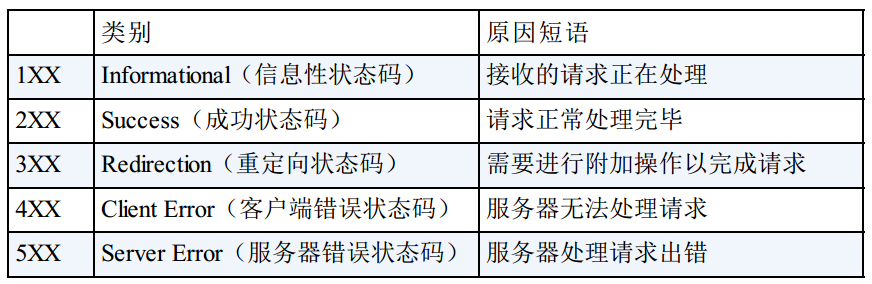 类别 原因短语
1XX Informational（信息性状态码） 接收的请求正在处理
2XX Success（成功状态码） 请求正常处理完毕
3XX Redirection（重定向状态码） 需要进行附加操作以完成请求
4XX Client Error（客户端错误状态码） 服务器无法处理请求
5XX Server Error（服务器错误状态码） 服务器处理请求出错